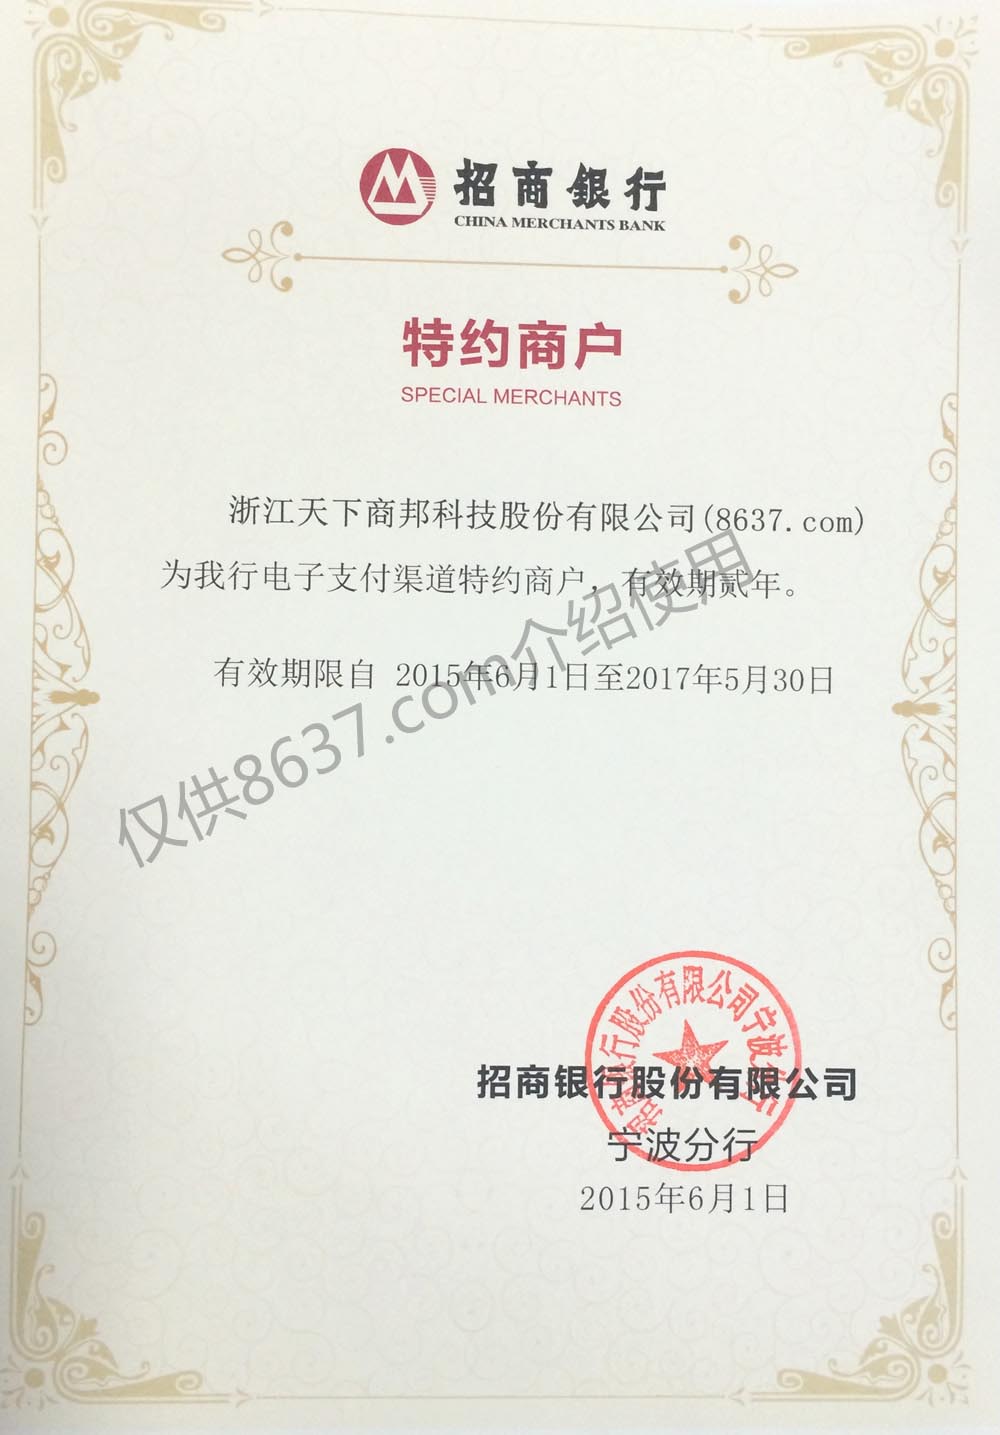 招商銀行
CHINA MERCHANTS BANK
特约商户
SPECIAL MERCHANTS
浙江天下商邦科技股份有限公司(8637.com)
为我行电子支付渠道特约商户，有效期贰年。
有效期限自 2015年6月1日至2017年5月30日
仅供8637.com介绍使用
招商银行股份有限公司宁波分行
招商银行股份有限公司
宁波分行
2015年6月1日